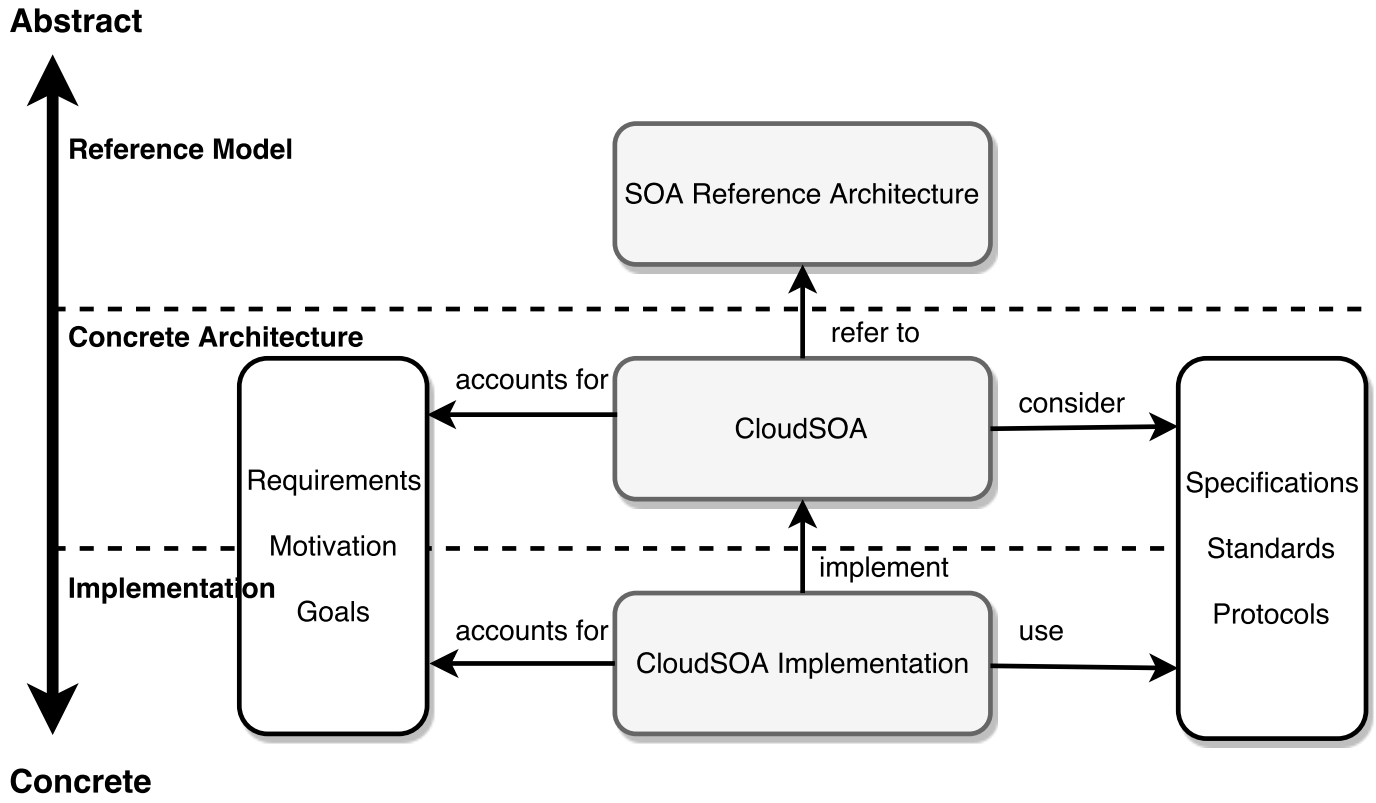 Abstract
Reference Model
SOA Reference Architecture
Concrete Architecture
refer to
accounts for
CloudSOA
consider
Requirements
Motivation
Goals
Specifications
Standards
Protocols
Implementation
implement
accounts for
CloudSOA Implementation
use
Concrete